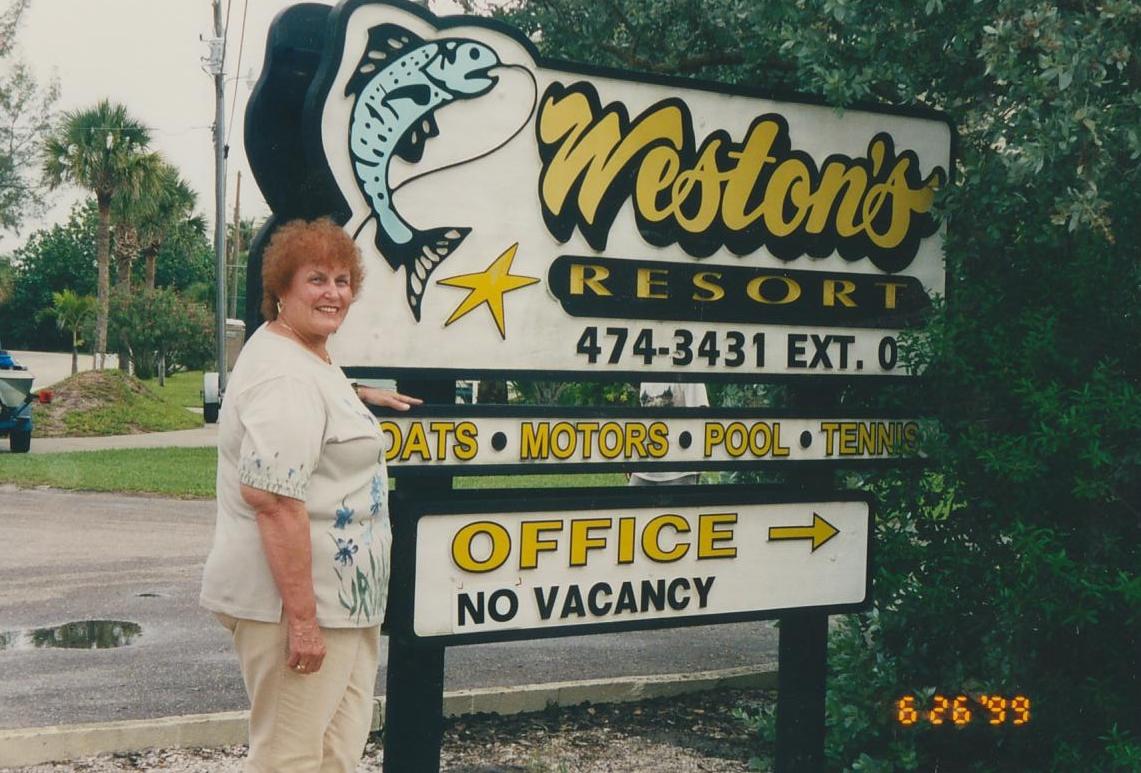 Weston's
RESORT
474-3431 EXT. 0
OATS • MOTORS • POOL • TENNIS
OFFICE →
NO VACANCY
6 26 '99